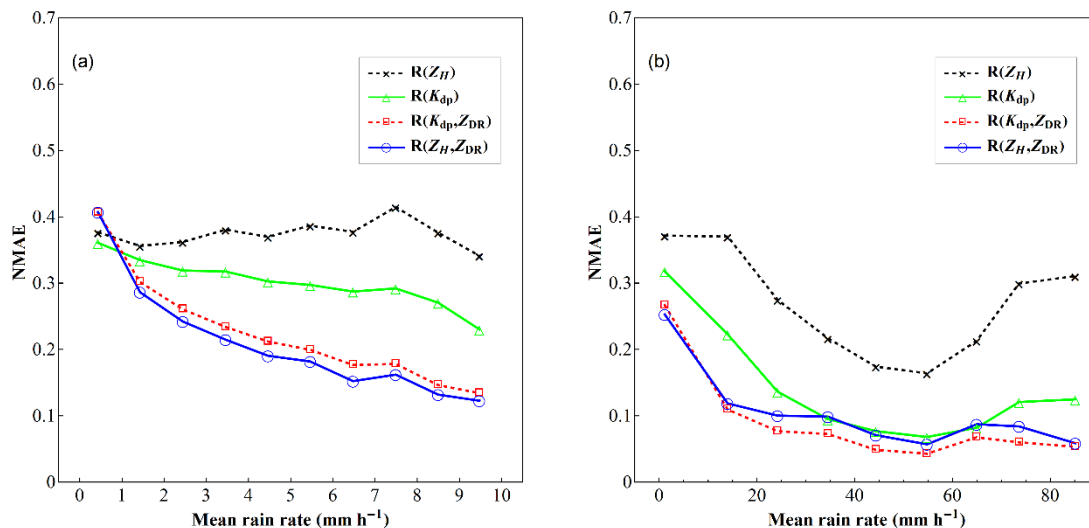 0.7
0.6
0.5
0.4
0.3
0.2
0.1
0
NMAE
(a)
R(Z_H)
R(K_dp)
R(K_dp,Z_DR)
R(Z_H,Z_DR)
0 1 2 3 4 5 6 7 8 9 10
Mean rain rate (mm h⁻¹)
0.7
0.6
0.5
0.4
0.3
0.2
0.1
0
NMAE
(b)
R(Z_H)
R(K_dp)
R(K_dp,Z_DR)
R(Z_H,Z_DR)
0 20 40 60 80
Mean rain rate (mm h⁻¹)